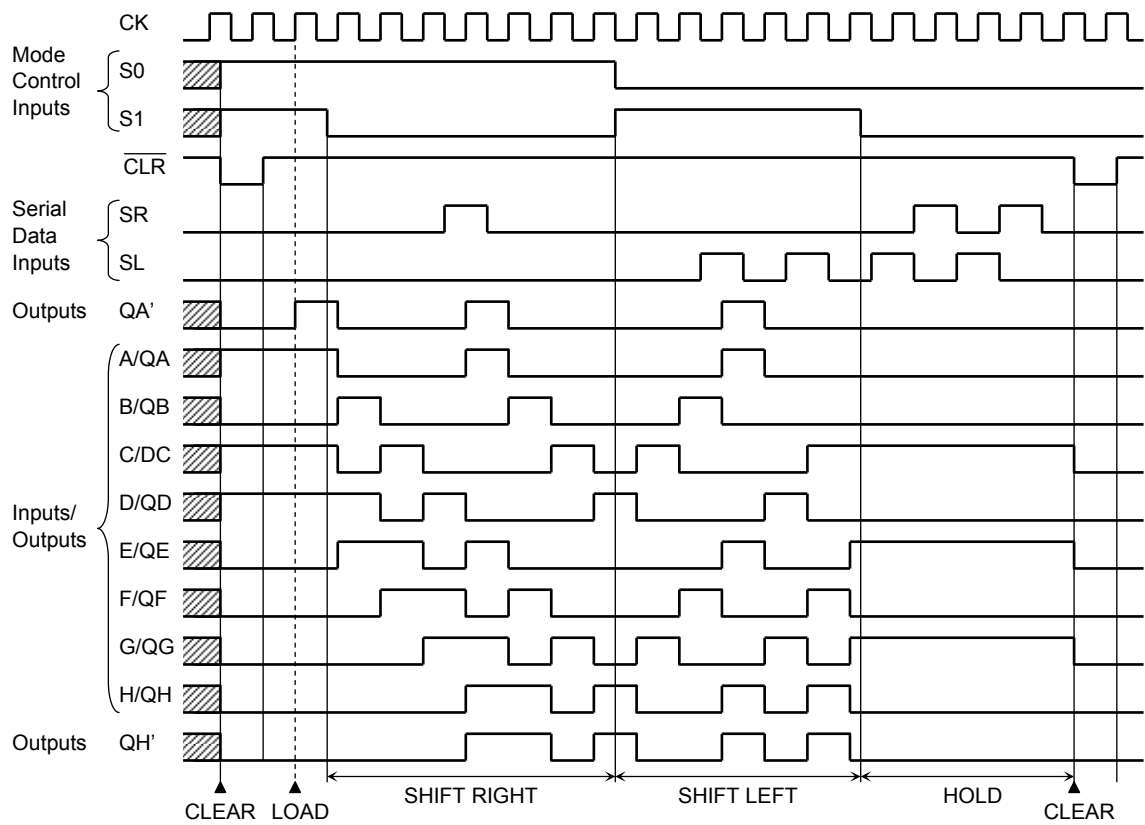 CK
Mode
Control
Inputs
S0
S1
CLR
Serial
Data
Inputs
SR
SL
Outputs QA’
Inputs/
Outputs
A/QA
B/QB
C/DC
D/QD
E/QE
F/QF
G/QG
H/QH
Outputs QH’
SHIFT RIGHT SHIFT LEFT HOLD
CLEAR LOAD CLEAR